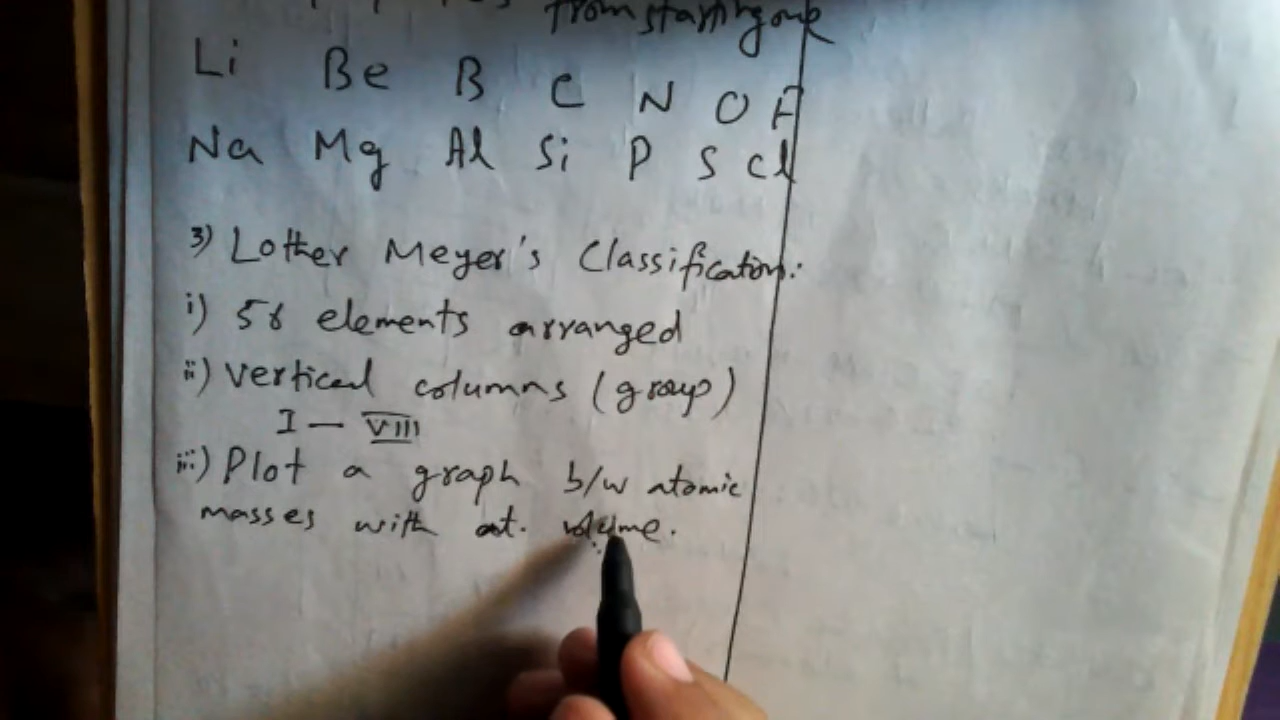 from starting one
Li Be B C N O F
Na Mg Al Si P S Cl
3) Lother Meyer's Classification:
i) 56 elements arranged
ii) vertical columns (group)
I — VIII
iii) Plot a graph b/w atomic
masses with at. volume.